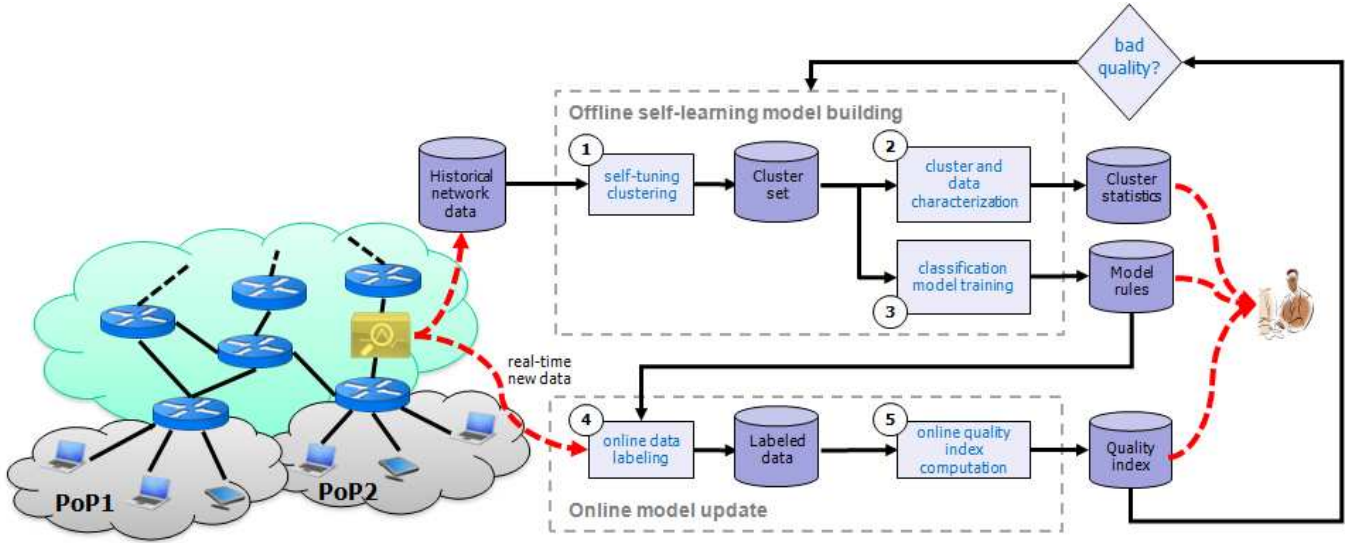 bad
quality?
Offline self-learning model building
1
2
Historical
network
data
self-tuning
clustering
Cluster
set
cluster and
data
characterization
Cluster
statistics
classification
model training
3
Model
rules
real-time
new data
4
5
online data
labeling
Labeled
data
online quality
index
computation
Quality
index
PoP1
PoP2
Online model update